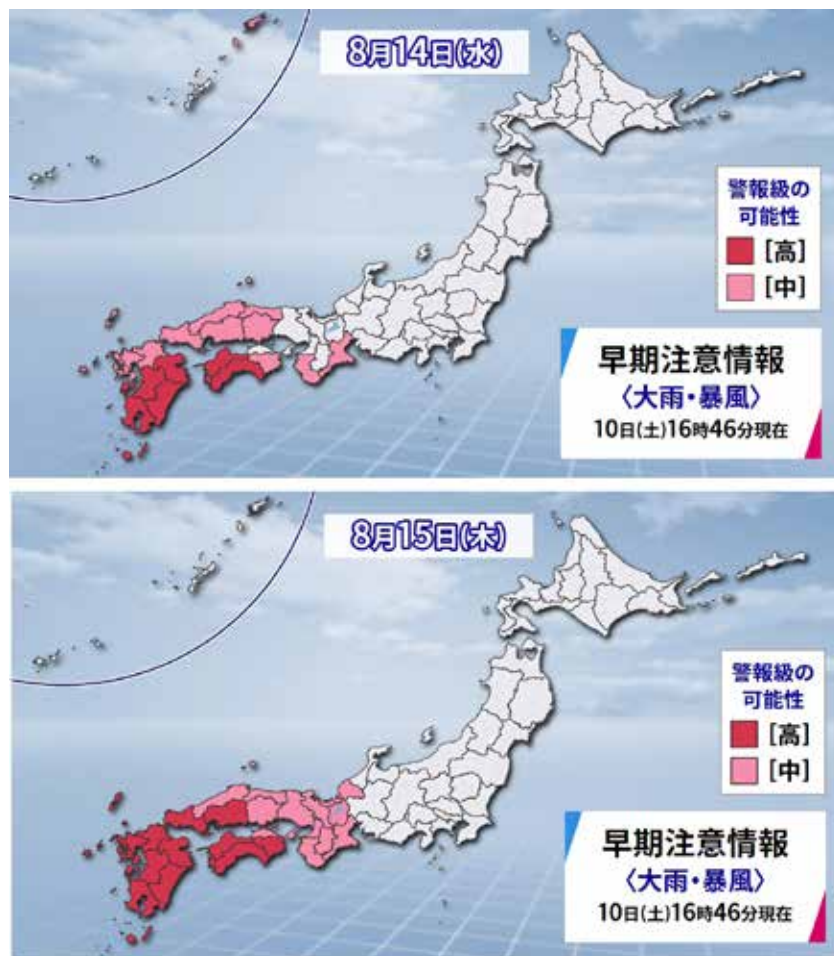 8月14日(水)
警報級の
可能性
[高]
[中]
早期注意情報
〈大雨・暴風〉
10日(土)16時46分現在
8月15日(木)
警報級の
可能性
[高]
[中]
早期注意情報
〈大雨・暴風〉
10日(土)16時46分現在